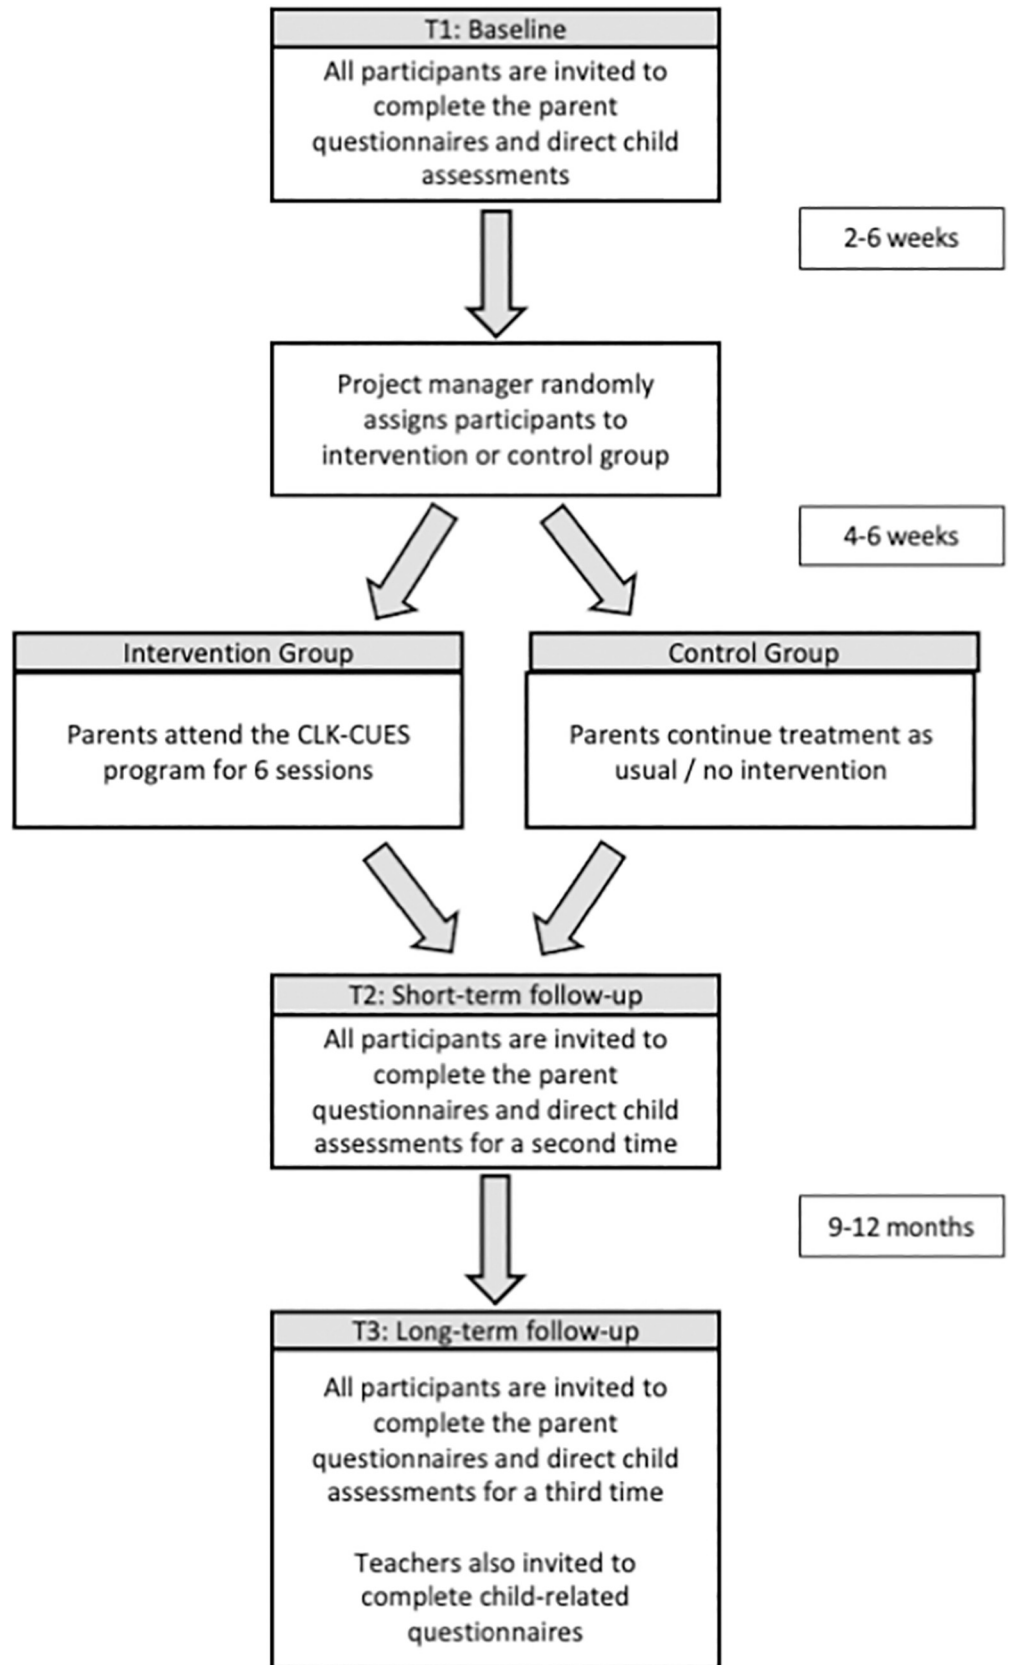 T1: Baseline
All participants are invited to
complete the parent
questionnaires and direct child
assessments
2-6 weeks
Project manager randomly
assigns participants to
intervention or control group
4-6 weeks
Intervention Group
Parents attend the CLK-CUES
program for 6 sessions
Control Group
Parents continue treatment as
usual / no intervention
T2: Short-term follow-up
All participants are invited to
complete the parent
questionnaires and direct child
assessments for a second time
9-12 months
T3: Long-term follow-up
All participants are invited to
complete the parent
questionnaires and direct child
assessments for a third time
Teachers also invited to
complete child-related
questionnaires